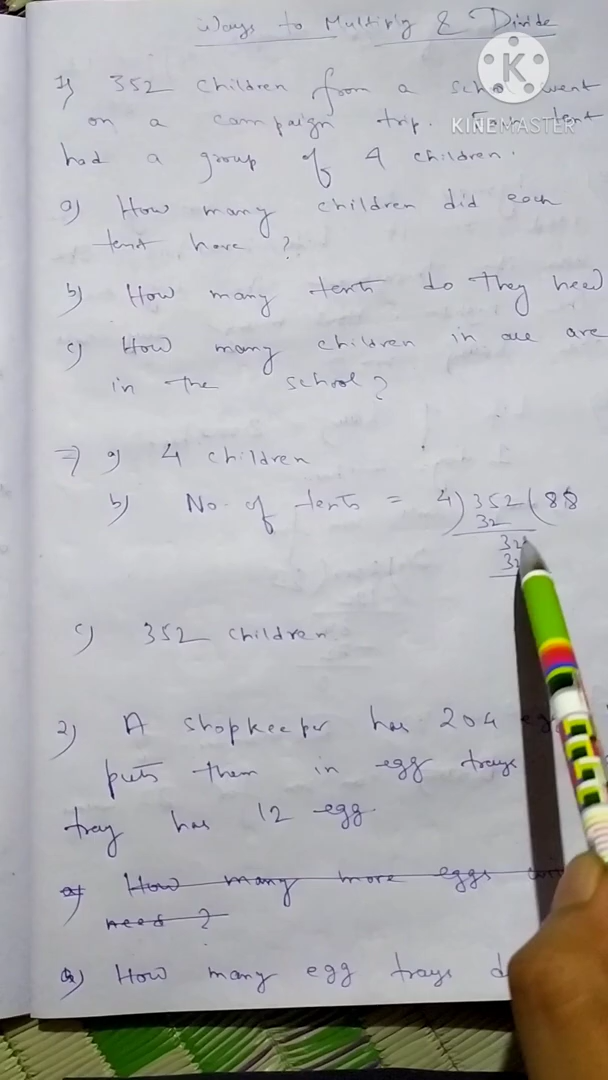 Ways to Multiply & Divide
K
KINEMASTER
1) 352 children from a went
on a campaign trip. tent
had a group of 4 children.
a) How many children did each
tent have ?
b) How many tents do they need
c) How many children in all are
in the school?
⇒ a) 4 children
b) No. of tents = 4) 352 ( 88
32
32
c) 352 children
2) A shopkeeper has 204
puts them in egg trays
tray has 12 egg.
a) How many more eggs
need ?
a) How many egg trays